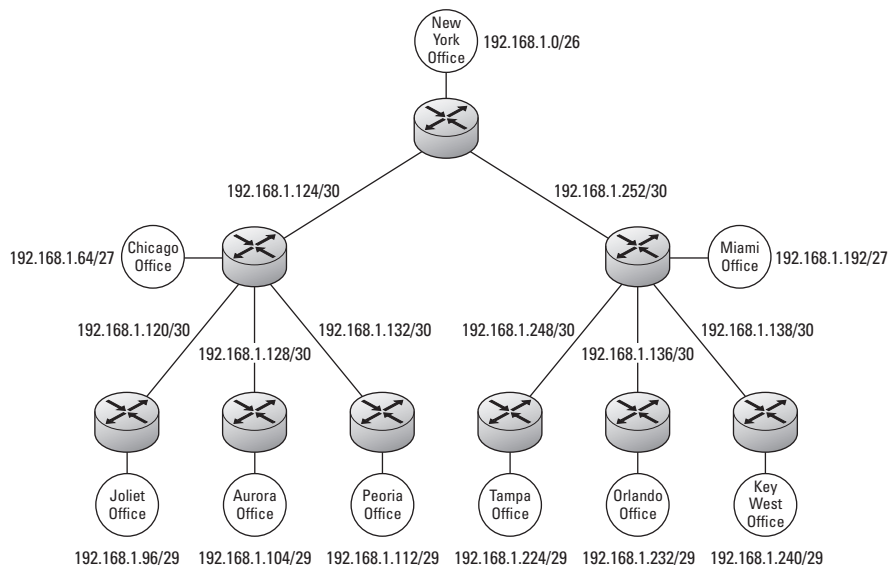 New
York
Office
192.168.1.0/26
192.168.1.124/30
192.168.1.252/30
192.168.1.64/27
Chicago
Office
Miami
Office
192.168.1.192/27
192.168.1.120/30
192.168.1.128/30
192.168.1.132/30
192.168.1.248/30
192.168.1.136/30
192.168.1.138/30
Joliet
Office
Aurora
Office
Peoria
Office
Tampa
Office
Orlando
Office
Key
West
Office
192.168.1.96/29
192.168.1.104/29
192.168.1.112/29
192.168.1.224/29
192.168.1.232/29
192.168.1.240/29